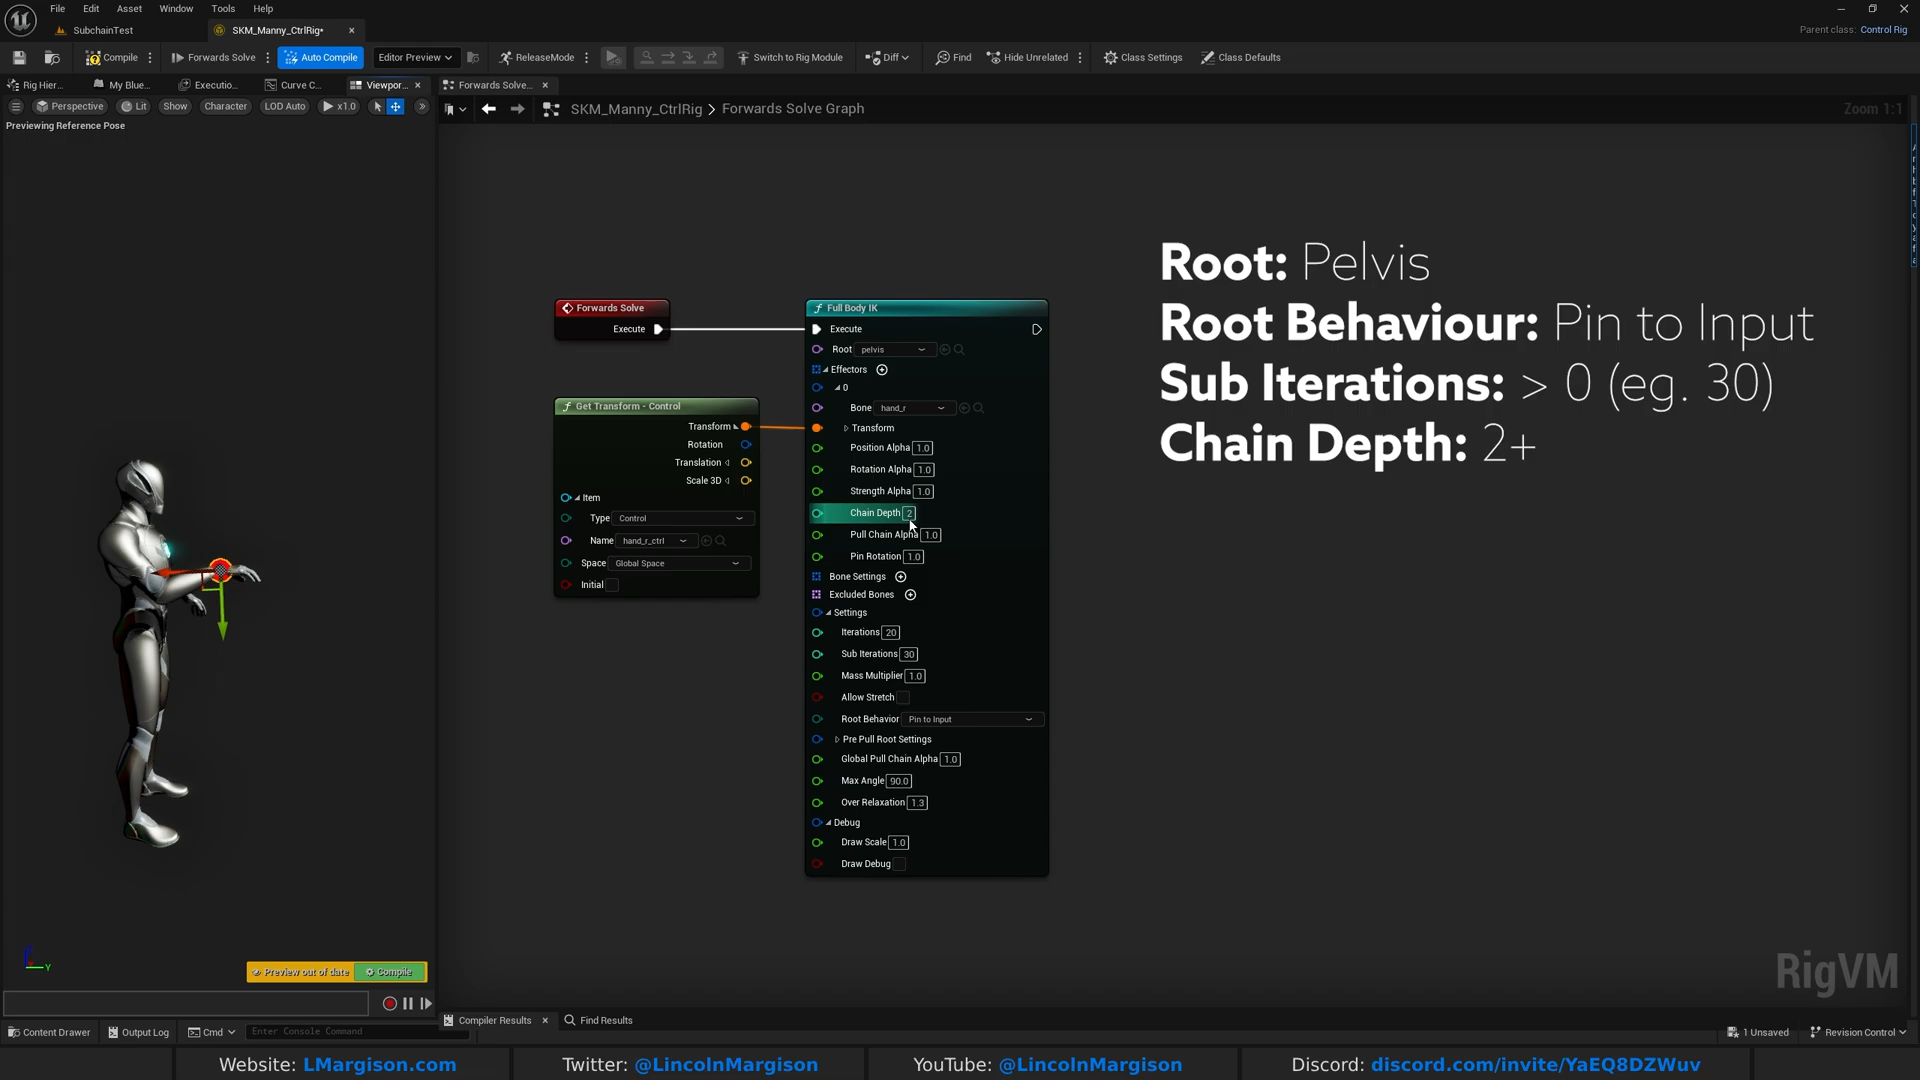 File Edit Asset Window Tools Help
SubchainTest SKM_Manny_CtrlRig* Parent class: Control Rig
Compile Forwards Solve Auto Compile Editor Preview ReleaseMode Switch to Rig Module Diff Find Hide Unrelated Class Settings Class Defaults
Rig Hier... My Blue... Executio... Curve C... Viewpor... Forwards Solve...
Perspective Lit Show Character LOD Auto x1.0 SKM_Manny_CtrlRig > Forwards Solve Graph Zoom 1:1
Previewing Reference Pose
Root: Pelvis
Root Behaviour: Pin to Input
Sub Iterations: > 0 (eg. 30)
Chain Depth: 2+
Forwards Solve
Execute
Get Transform - Control
Transform
Rotation
Translation
Scale 3D
Item
Type Control
Name hand_r_ctrl
Space Global Space
Initial
Full Body IK
Execute
Root pelvis
Effectors
0
Bone hand_r
Transform
Position Alpha 1.0
Rotation Alpha 1.0
Strength Alpha 1.0
Chain Depth 2
Pull Chain Alpha 1.0
Pin Rotation 1.0
Bone Settings
Excluded Bones
Settings
Iterations 20
Sub Iterations 30
Mass Multiplier 1.0
Allow Stretch
Root Behavior Pin to Input
Pre Pull Root Settings
Global Pull Chain Alpha 1.0
Max Angle 90.0
Over Relaxation 1.3
Debug
Draw Scale 1.0
Draw Debug
Y
Preview out of date Compile
RigVM
Compiler Results Find Results
Content Drawer Output Log Cmd Enter Console Command 1 Unsaved Revision Control
Website: LMargison.com Twitter: @LincolnMargison YouTube: @LincolnMargison Discord: discord.com/invite/YaEQ8DZWuv